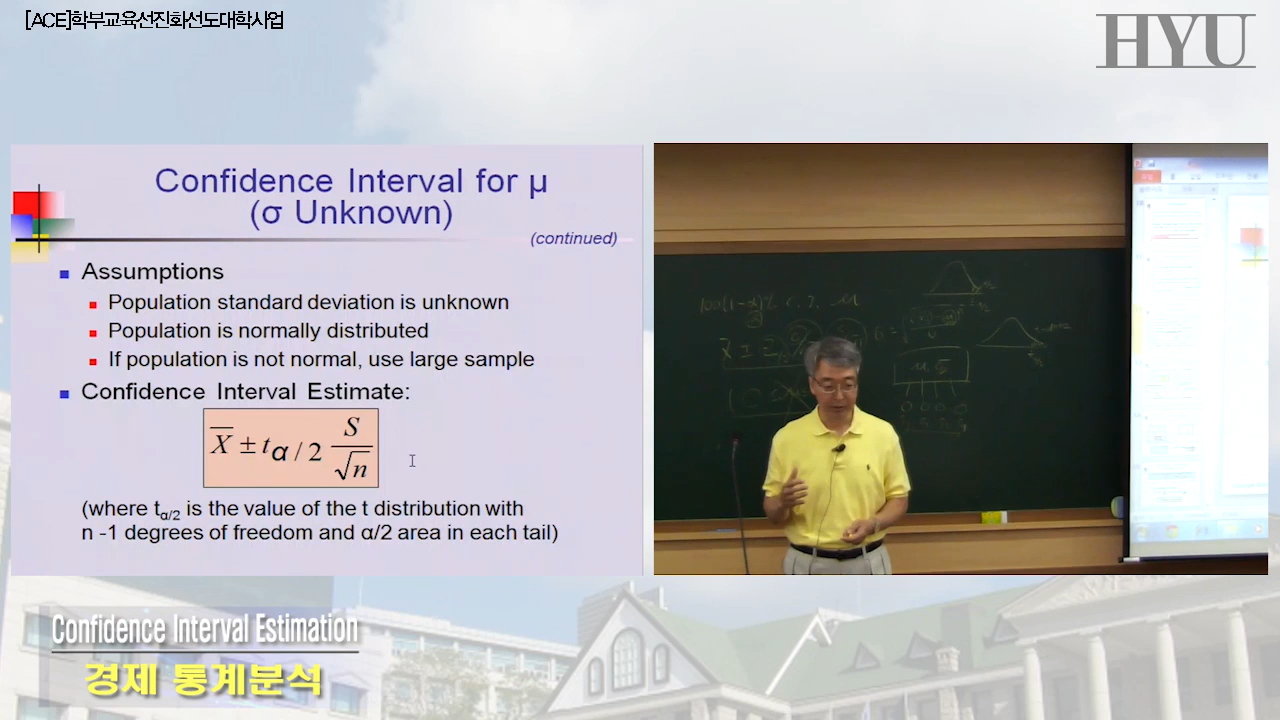 [ACE]학부교육선진화선도대학사업
HYU
Confidence Interval for μ
(σ Unknown)
(continued)
Assumptions
Population standard deviation is unknown
Population is normally distributed
If population is not normal, use large sample
Confidence Interval Estimate:
X̅ ± tα/2 S/√n
(where tα/2 is the value of the t distribution with
n -1 degrees of freedom and α/2 area in each tail)
Confidence Interval Estimation
경제 통계분석